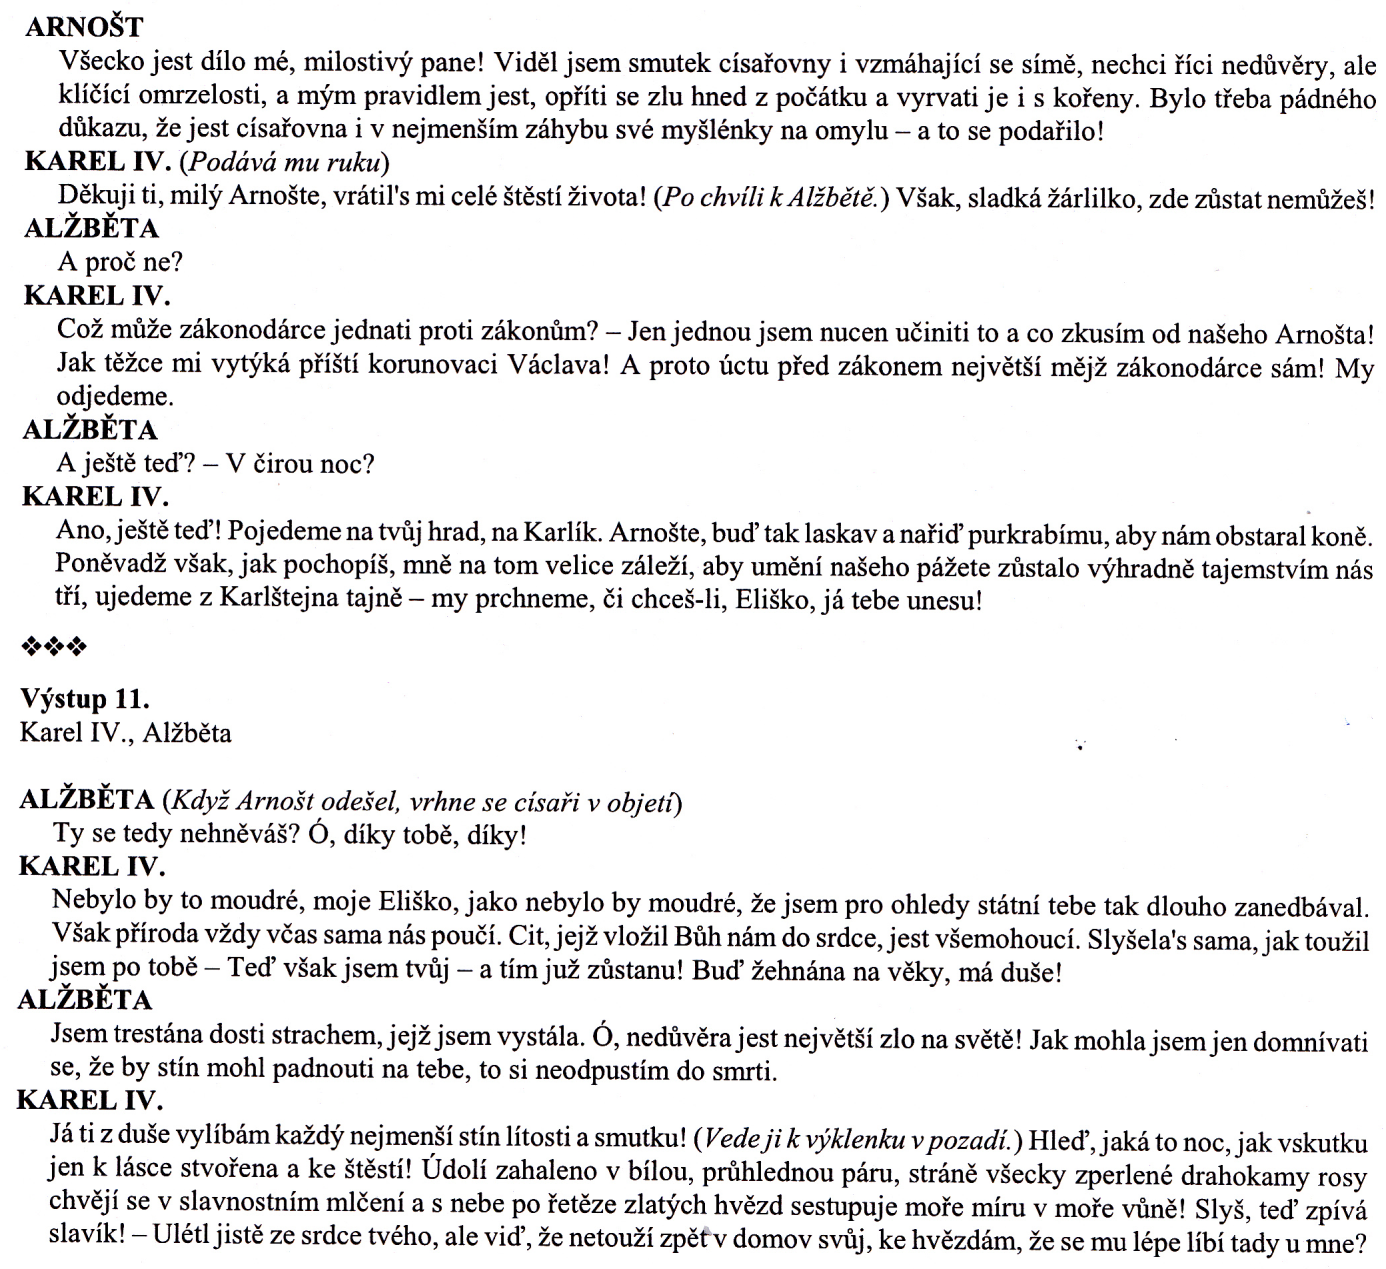 ARNOŠT
Všecko jest dílo mé, milostivý pane! Viděl jsem smutek císařovny i vzmáhající se símě, nechci říci nedůvěry, ale
klíčící omrzelosti, a mým pravidlem jest, opříti se zlu hned z počátku a vyrvati je i s kořeny. Bylo třeba pádného
důkazu, že jest císařovna i v nejmenším záhybu své myšlénky na omylu – a to se podařilo!
KAREL IV. (Podává mu ruku)
Děkuji ti, milý Arnošte, vrátil's mi celé štěstí života! (Po chvíli k Alžbětě.) Však, sladká žárlilko, zde zůstat nemůžeš!
ALŽBĚTA
A proč ne?
KAREL IV.
Což může zákonodárce jednati proti zákonům? – Jen jednou jsem nucen učiniti to a co zkusím od našeho Arnošta!
Jak těžce mi vytýká příští korunovaci Václava! A proto úctu před zákonem největší mějž zákonodárce sám! My
odjedeme.
ALŽBĚTA
A ještě teď? – V čirou noc?
KAREL IV.
Ano, ještě teď! Pojedeme na tvůj hrad, na Karlík. Arnošte, buď tak laskav a nařiď purkrabímu, aby nám obstaral koně.
Poněvadž však, jak pochopíš, mně na tom velice záleží, aby umění našeho pážete zůstalo výhradně tajemstvím nás
tří, ujedeme z Karlštejna tajně – my prchneme, či chceš-li, Eliško, já tebe unesu!
❖❖❖
Výstup 11.
Karel IV., Alžběta
ALŽBĚTA (Když Arnošt odešel, vrhne se císaři v objetí)
Ty se tedy nehněváš? Ó, díky tobě, díky!
KAREL IV.
Nebylo by to moudré, moje Eliško, jako nebylo by moudré, že jsem pro ohledy státní tebe tak dlouho zanedbával.
Však příroda vždy včas sama nás poučí. Cit, jejž vložil Bůh nám do srdce, jest všemohoucí. Slyšela's sama, jak toužil
jsem po tobě – Teď však jsem tvůj – a tím již zůstanu! Buď žehnána na věky, má duše!
ALŽBĚTA
Jsem trestána dosti strachem, jejž jsem vystála. Ó, nedůvěra jest největší zlo na světě! Jak mohla jsem jen domnívati
se, že by stín mohl padnouti na tebe, to si neodpustím do smrti.
KAREL IV.
Já ti z duše vylíbám každý nejmenší stín lítosti a smutku! (Vede ji k výklenku v pozadí.) Hleď, jaká to noc, jak vskutku
jen k lásce stvořena a ke štěstí! Údolí zahaleno v bílou, průhlednou páru, stráně všecky zperlené drahokamy rosy
chvějí se v slavnostním mlčení a s nebe po řetěze zlatých hvězd sestupuje moře míru v moře vůně! Slyš, teď zpívá
slavík! – Ulétl jistě ze srdce tvého, ale viď, že netouží zpět v domov svůj, ke hvězdám, že se mu lépe líbí tady u mne?